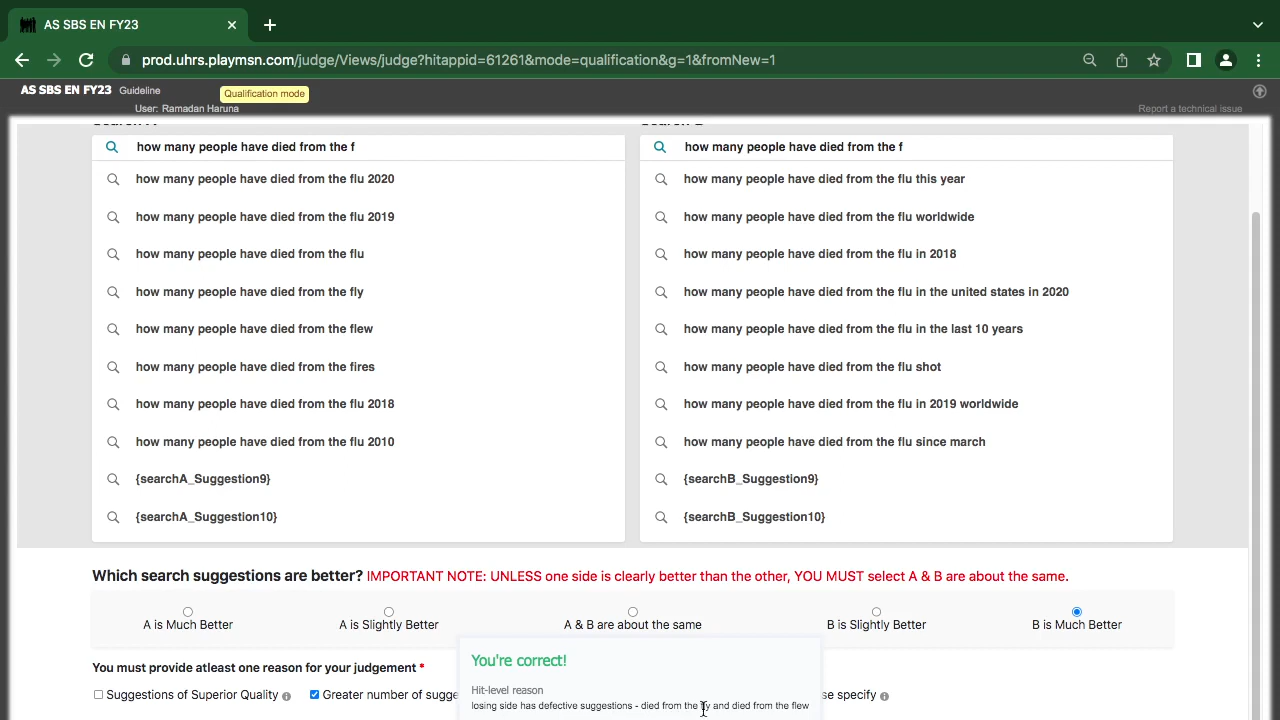 AS SBS EN FY23
prod.uhrs.playmsn.com/judge/Views/judge?hitappid=61261&mode=qualification&g=1&fromNew=1
AS SBS EN FY23 Guideline Qualification mode
User: Ramadan Haruna Report a technical issue
how many people have died from the f
how many people have died from the flu 2020
how many people have died from the flu 2019
how many people have died from the flu
how many people have died from the fly
how many people have died from the flew
how many people have died from the fires
how many people have died from the flu 2018
how many people have died from the flu 2010
{searchA_Suggestion9}
{searchA_Suggestion10}
how many people have died from the f
how many people have died from the flu this year
how many people have died from the flu worldwide
how many people have died from the flu in 2018
how many people have died from the flu in the united states in 2020
how many people have died from the flu in the last 10 years
how many people have died from the flu shot
how many people have died from the flu in 2019 worldwide
how many people have died from the flu since march
{searchB_Suggestion9}
{searchB_Suggestion10}
Which search suggestions are better? IMPORTANT NOTE: UNLESS one side is clearly better than the other, YOU MUST select A & B are about the same.
A is Much Better A is Slightly Better A & B are about the same B is Slightly Better B is Much Better
You must provide atleast one reason for your judgement *
Suggestions of Superior Quality Greater number of sugge se specify
You're correct!
Hit-level reason
losing side has defective suggestions - died from the fly and died from the flew